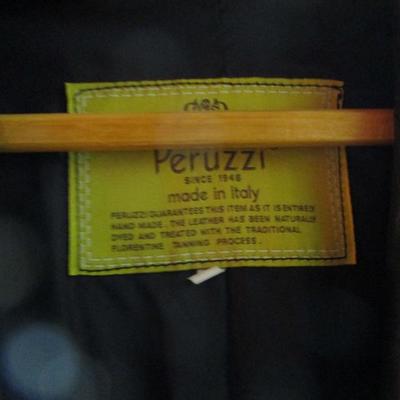 Peruzzi
SINCE 1948
made in Italy
PERUZZI GUARANTEES THIS ITEM AS IT IS ENTIRELY
HAND MADE. THE LEATHER HAS BEEN NATURALLY
DYED AND TREATED WITH THE TRADITIONAL
FLORENTINE TANNING PROCESS.